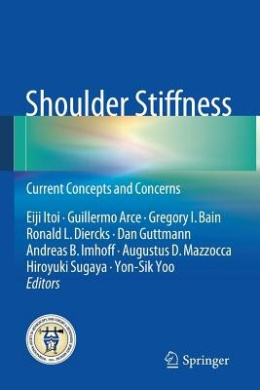 Shoulder Stiffness
Current Concepts and Concerns
Eiji Itoi · Guillermo Arce · Gregory I. Bain
Ronald L. Diercks · Dan Guttmann
Andreas B. Imhoff · Augustus D. Mazzocca
Hiroyuki Sugaya · Yon-Sik Yoo
Editors
Springer